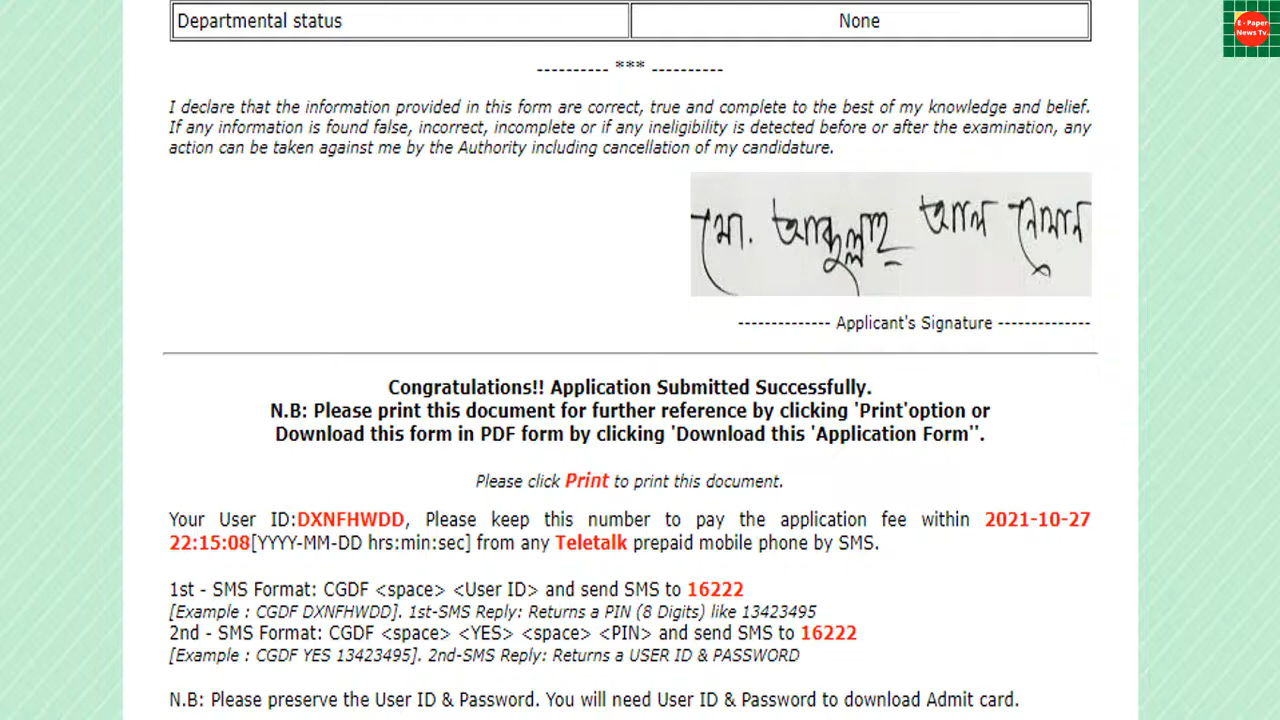 Departmental status None
E - Paper
News Tv.
---------- *** ----------
I declare that the information provided in this form are correct, true and complete to the best of my knowledge and belief.
If any information is found false, incorrect, incomplete or if any ineligibility is detected before or after the examination, any
action can be taken against me by the Authority including cancellation of my candidature.
মো. আব্দুল্লাহ্ আল নোমান
-------------- Applicant's Signature --------------
Congratulations!! Application Submitted Successfully.
N.B: Please print this document for further reference by clicking 'Print'option or
Download this form in PDF form by clicking 'Download this 'Application Form''.
Please click Print to print this document.
Your User ID:DXNFHWDD, Please keep this number to pay the application fee within 2021-10-27
22:15:08[YYYY-MM-DD hrs:min:sec] from any Teletalk prepaid mobile phone by SMS.
1st - SMS Format: CGDF <space> <User ID> and send SMS to 16222
[Example : CGDF DXNFHWDD]. 1st-SMS Reply: Returns a PIN (8 Digits) like 13423495
2nd - SMS Format: CGDF <space> <YES> <space> <PIN> and send SMS to 16222
[Example : CGDF YES 13423495]. 2nd-SMS Reply: Returns a USER ID & PASSWORD
N.B: Please preserve the User ID & Password. You will need User ID & Password to download Admit card.